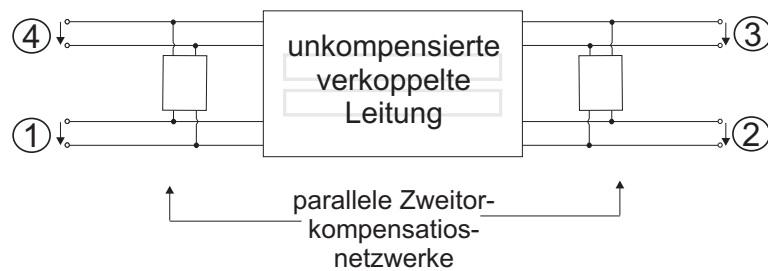 4
3
unkompensierte
verkoppelte
Leitung
1
2
parallele Zweitor-
kompensatios-
netzwerke